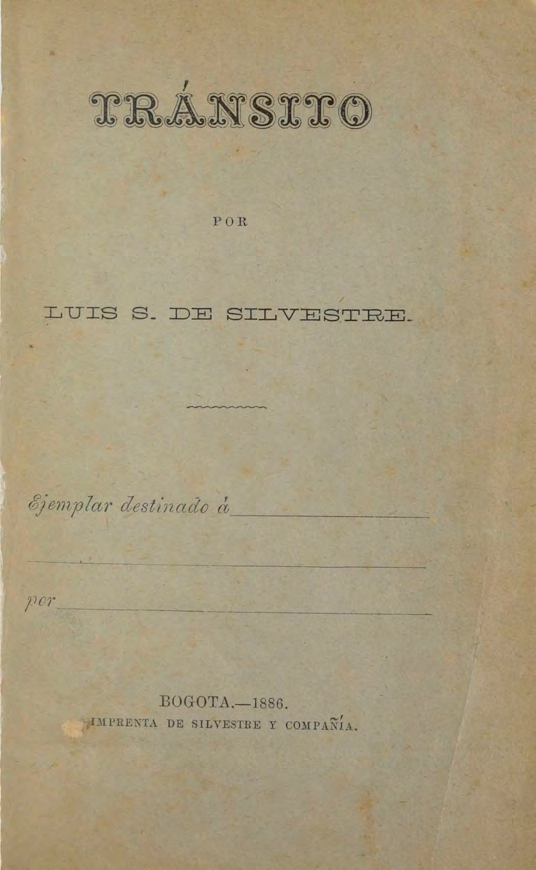 TRÁNSITO
POR
LUIS S. DE SILVESTRE.
Ejemplar destinado á
por
BOGOTA.—1886.
IMPRENTA DE SILVESTRE Y COMPAÑÍA.